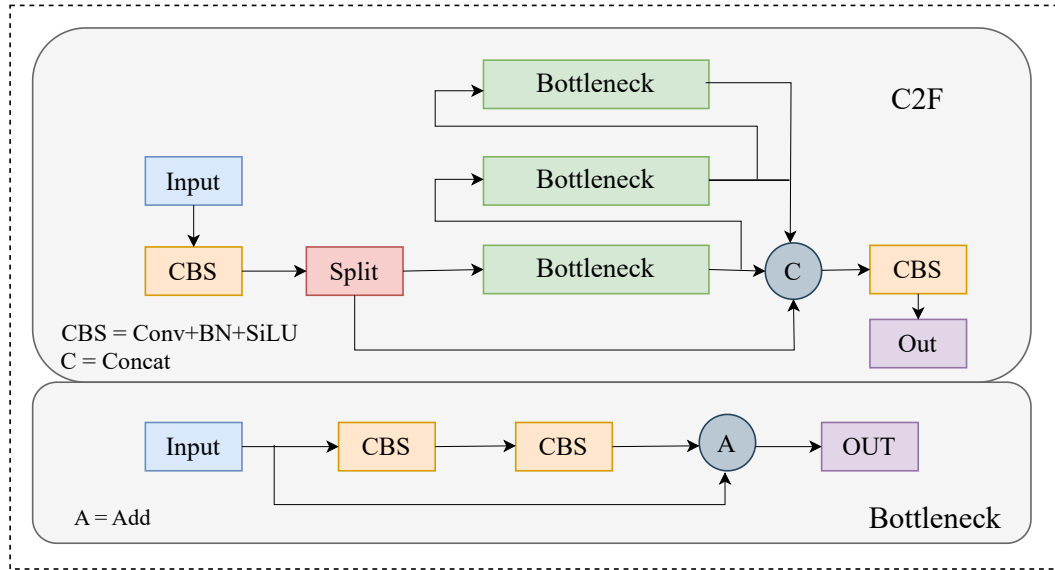 Bottleneck
C2F
Input
Bottleneck
CBS
Split
Bottleneck
C
CBS
CBS = Conv+BN+SiLU
C = Concat
Out
Input
CBS
CBS
A
OUT
A = Add
Bottleneck